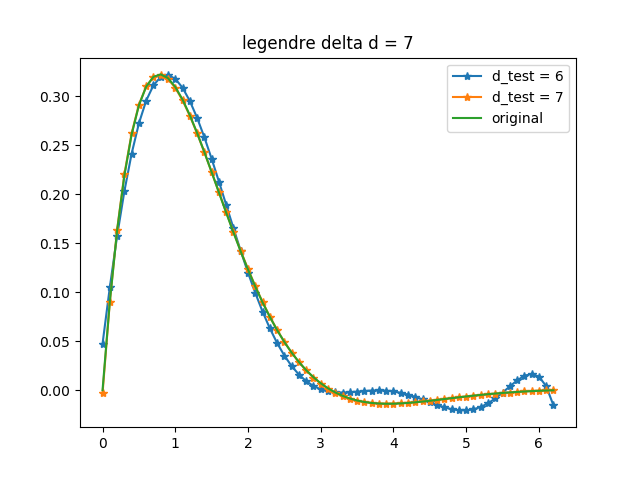 legendre delta d = 7
d_test = 6
d_test = 7
original
0.30
0.25
0.20
0.15
0.10
0.05
0.00
0 1 2 3 4 5 6